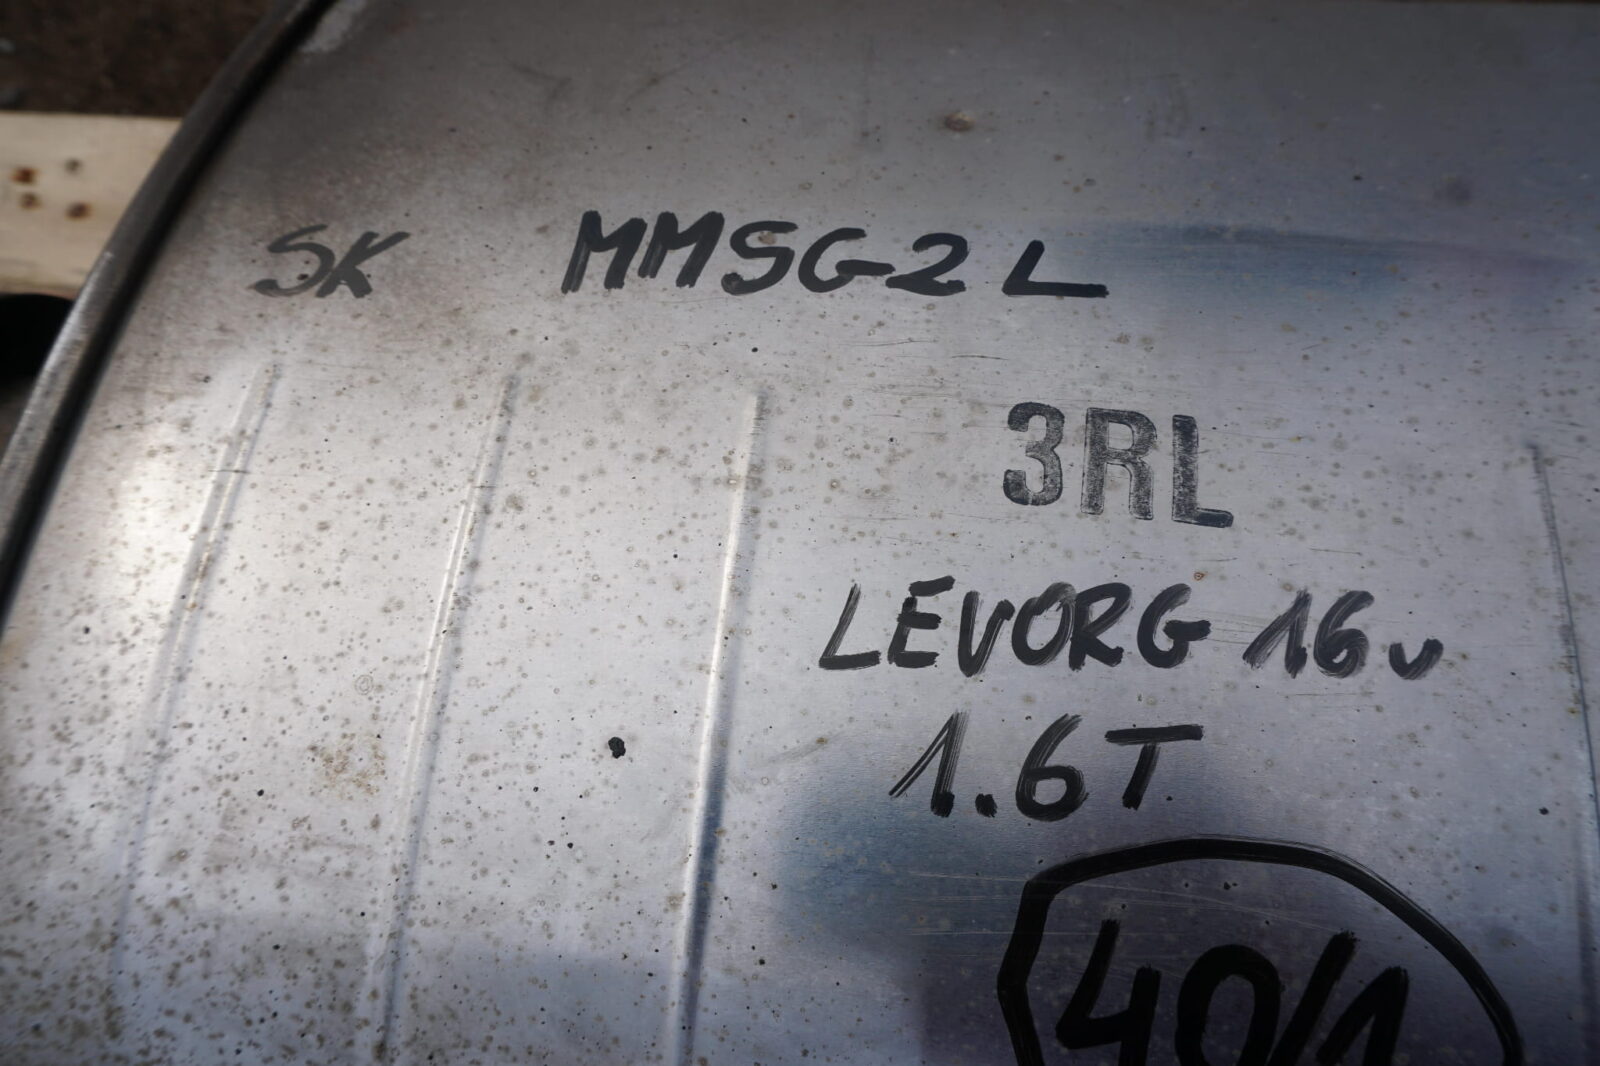 SK MMSG2L
3RL
LEVORG 16v
1.6T
40/1